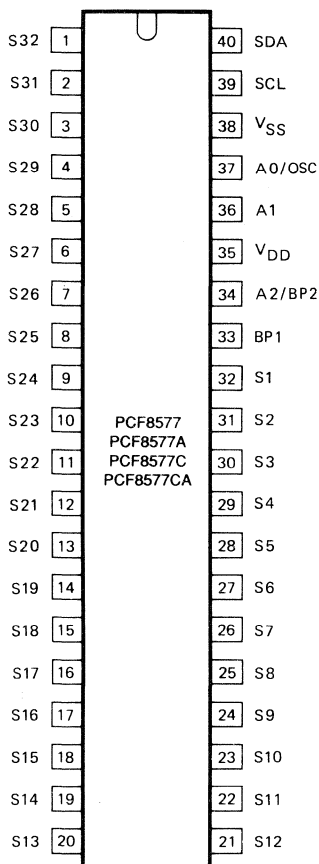 S32 1 40 SDA
S31 2 39 SCL
S30 3 38 VSS
S29 4 37 A0/OSC
S28 5 36 A1
S27 6 35 VDD
S26 7 34 A2/BP2
S25 8 33 BP1
S24 9 32 S1
S23 10 PCF8577 31 S2
PCF8577A
S22 11 PCF8577C 30 S3
PCF8577CA
S21 12 29 S4
S20 13 28 S5
S19 14 27 S6
S18 15 26 S7
S17 16 25 S8
S16 17 24 S9
S15 18 23 S10
S14 19 22 S11
S13 20 21 S12